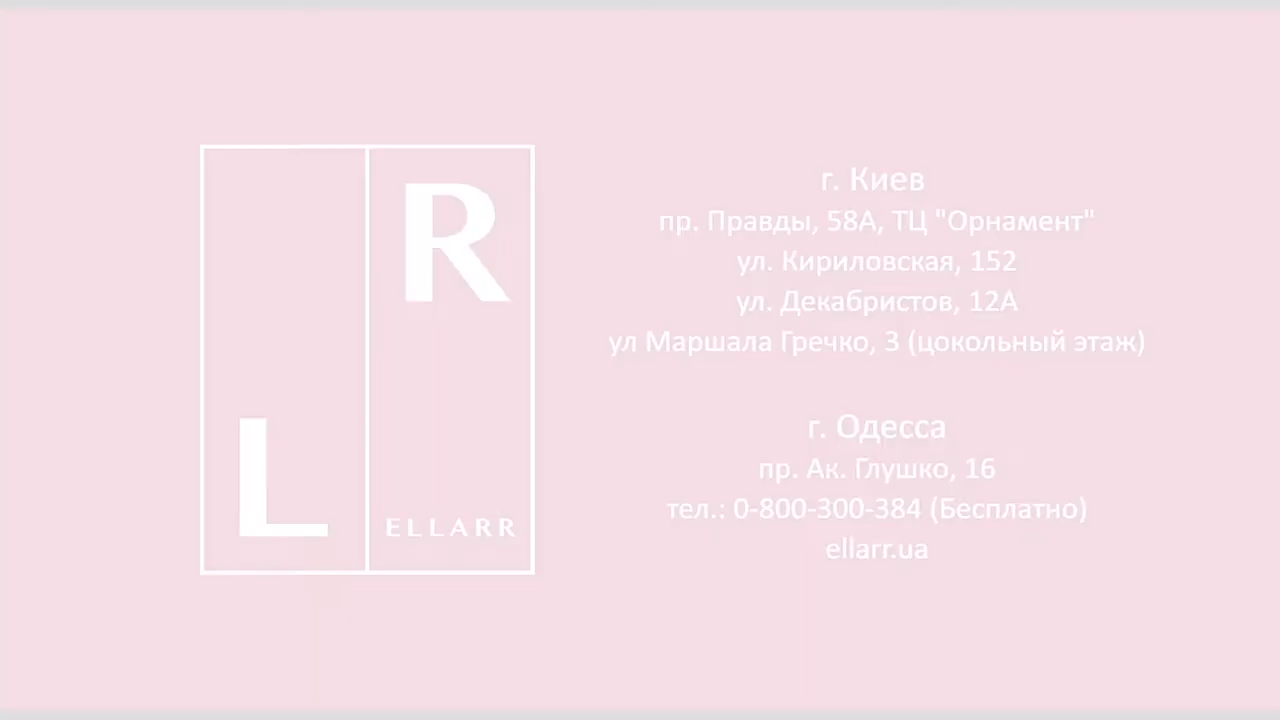 R
L
ELLARR
г. Киев
пр. Правды, 58А, ТЦ "Орнамент"
ул. Кириловская, 152
ул. Декабристов, 12А
ул Маршала Гречко, 3 (цокольный этаж)
г. Одесса
пр. Ак. Глушко, 16
тел.: 0-800-300-384 (Бесплатно)
ellarr.ua